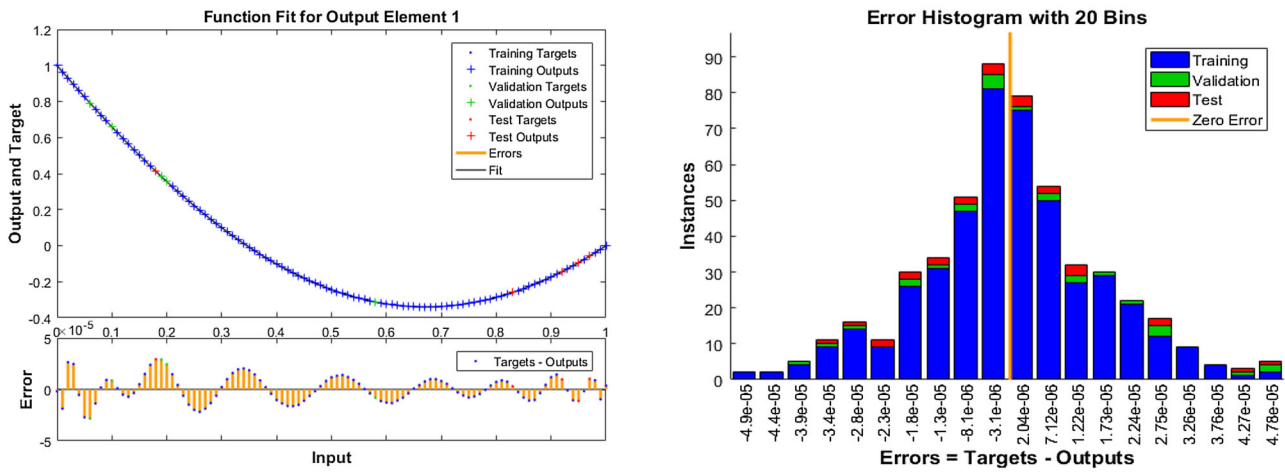 Function Fit for Output Element 1
Output and Target
1.2
1
0.8
0.6
0.4
0.2
0
-0.2
-0.4
Training Targets
Training Outputs
Validation Targets
Validation Outputs
Test Targets
Test Outputs
Errors
Fit
0 0.1 0.2 0.3 0.4 0.5 0.6 0.7 0.8 0.9 1
×10^-5
Error
5
0
-5
Targets - Outputs
Input
Error Histogram with 20 Bins
Instances
90
80
70
60
50
40
30
20
10
0
Training
Validation
Test
Zero Error
-4.9e-05
-4.4e-05
-3.9e-05
-3.4e-05
-2.8e-05
-2.3e-05
-1.8e-05
-1.3e-05
-8.1e-06
-3.1e-06
2.04e-06
7.12e-06
1.22e-05
1.73e-05
2.24e-05
2.75e-05
3.26e-05
3.76e-05
4.27e-05
4.78e-05
Errors = Targets - Outputs